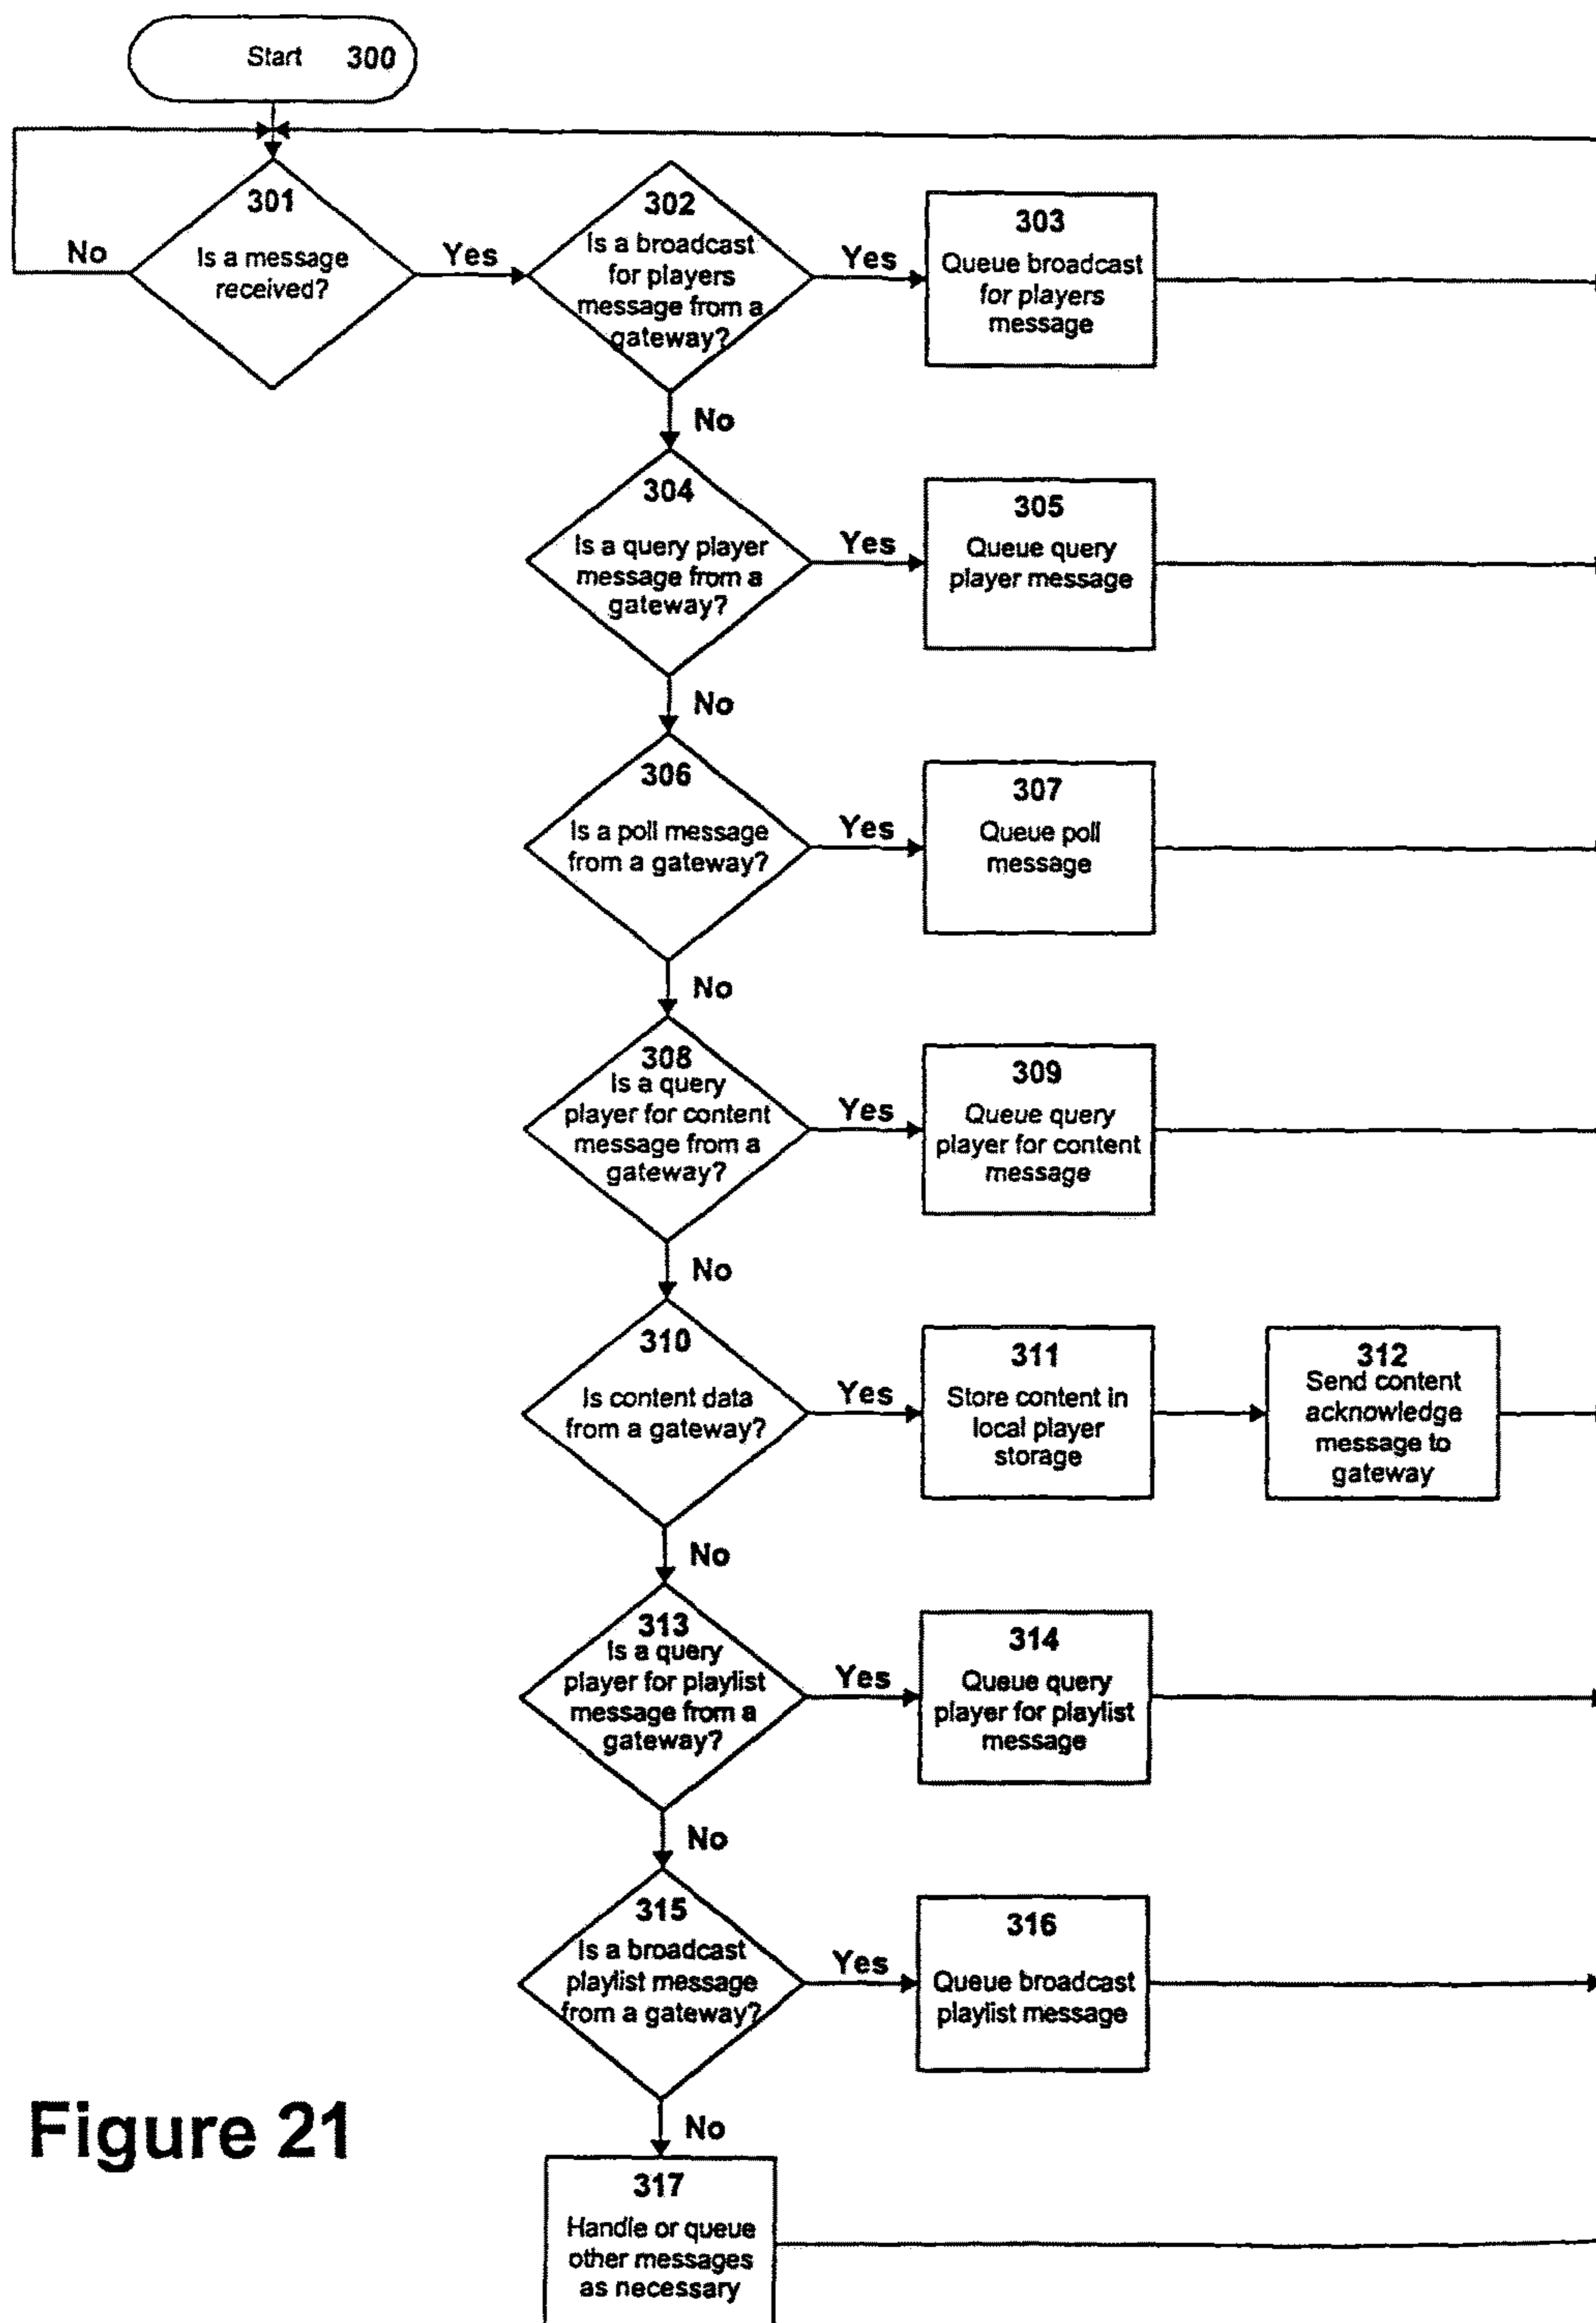 Start 300
301
Is a message
received?
No
Yes
302
Is a broadcast
for players
message from a
gateway?
Yes
303
Queue broadcast
for players
message
No
304
Is a query player
message from a
gateway?
Yes
305
Queue query
player message
No
306
Is a poll message
from a gateway?
Yes
307
Queue poll
message
No
308
Is a query
player for content
message from a
gateway?
Yes
309
Queue query
player for content
message
No
310
Is content data
from a gateway?
Yes
311
Store content in
local player
storage
312
Send content
acknowledge
message to
gateway
No
313
Is a query
player for playlist
message from a
gateway?
Yes
314
Queue query
player for playlist
message
No
315
Is a broadcast
playlist message
from a gateway?
Yes
316
Queue broadcast
playlist message
No
317
Handle or queue
other messages
as necessary
Figure 21